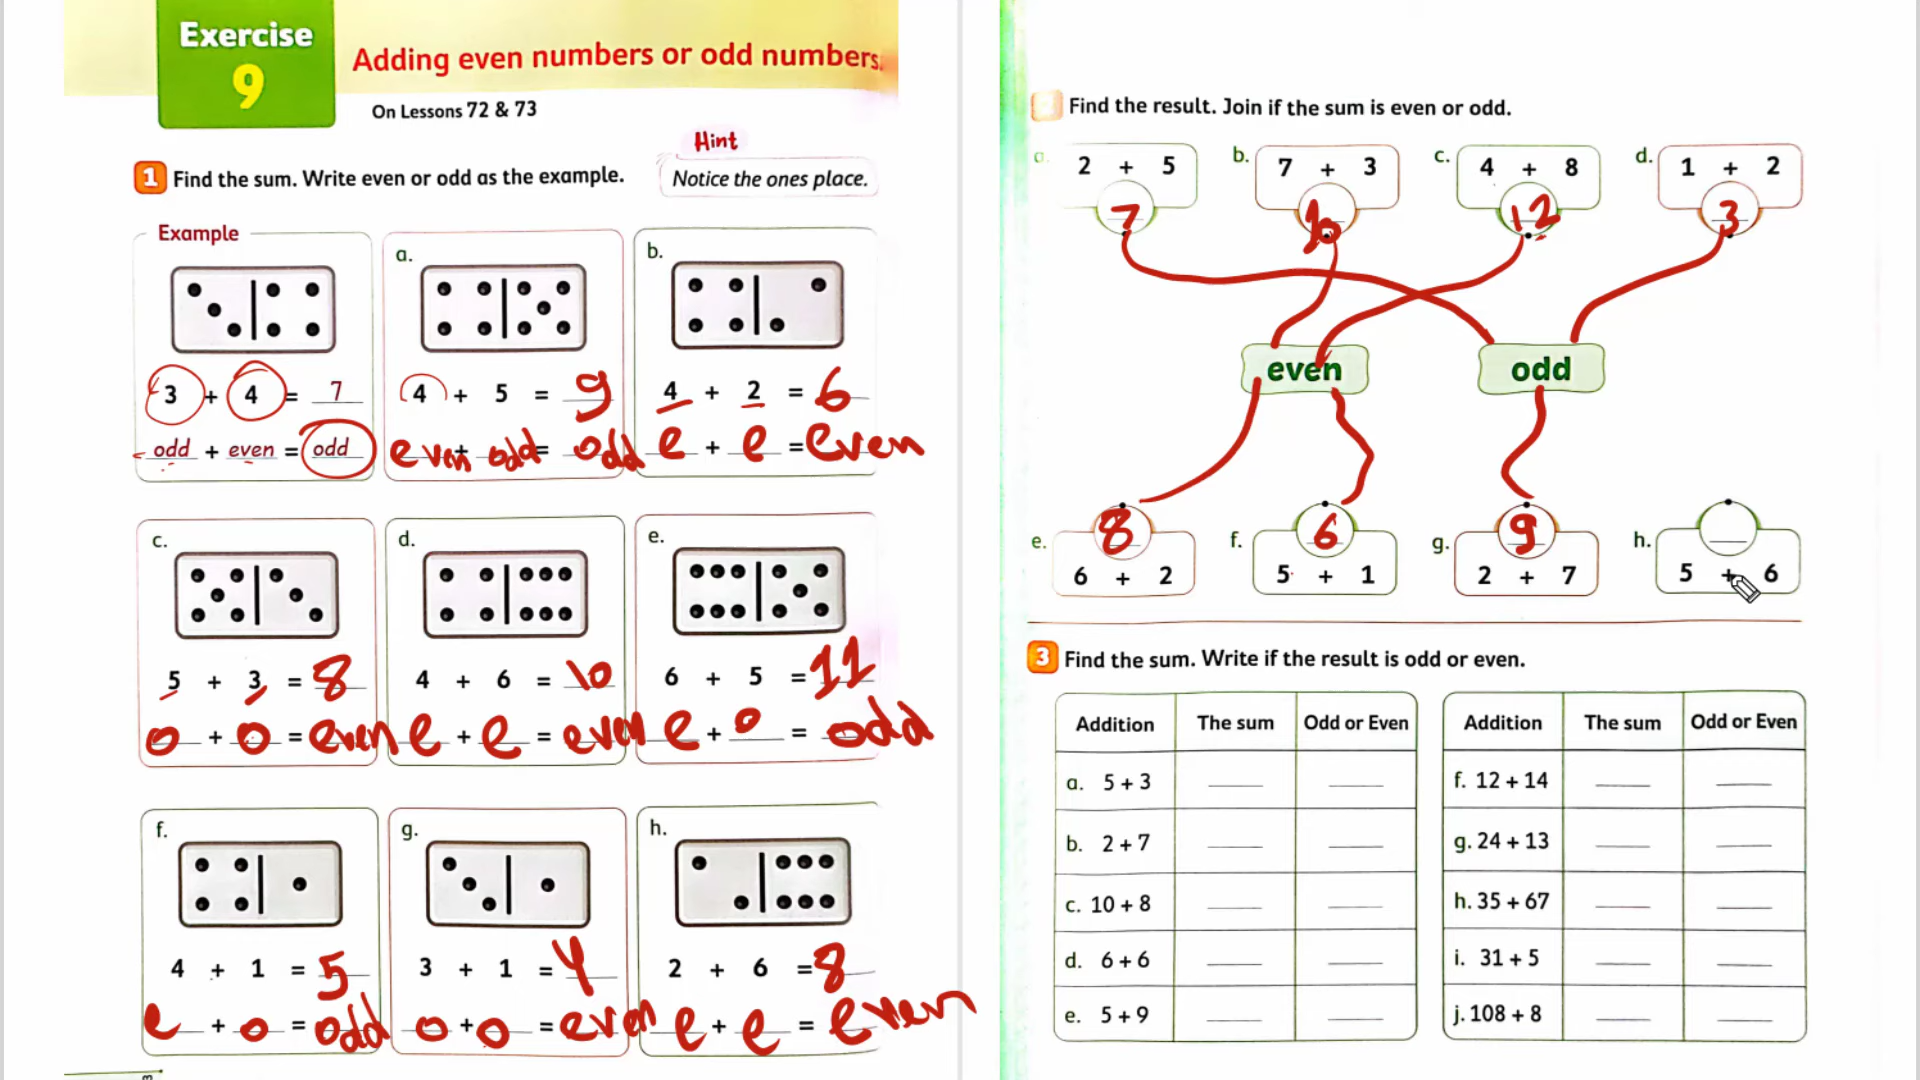 Exercise
9
Adding even numbers or odd numbers.
On Lessons 72 & 73
Hint
1 Find the sum. Write even or odd as the example.
Notice the ones place.
Example
3 + 4 = 7
odd + even = odd
a.
4 + 5 = 9
even + odd = odd
b.
4 + 2 = 6
e + e = even
c.
5 + 3 = 8
o + o = even
d.
4 + 6 = 10
e + e = even
e.
6 + 5 = 11
e + o = odd
f.
4 + 1 = 5
e + o = odd
g.
3 + 1 = 4
o + o = even
h.
2 + 6 = 8
e + e = even
Find the result. Join if the sum is even or odd.
a. 2 + 5
7
b. 7 + 3
10
c. 4 + 8
12
d. 1 + 2
3
even
odd
8
e. 6 + 2
6
f. 5 + 1
9
g. 2 + 7
h. 5 + 6
3 Find the sum. Write if the result is odd or even.
Addition The sum Odd or Even
a. 5 + 3
b. 2 + 7
c. 10 + 8
d. 6 + 6
e. 5 + 9
Addition The sum Odd or Even
f. 12 + 14
g. 24 + 13
h. 35 + 67
i. 31 + 5
j. 108 + 8